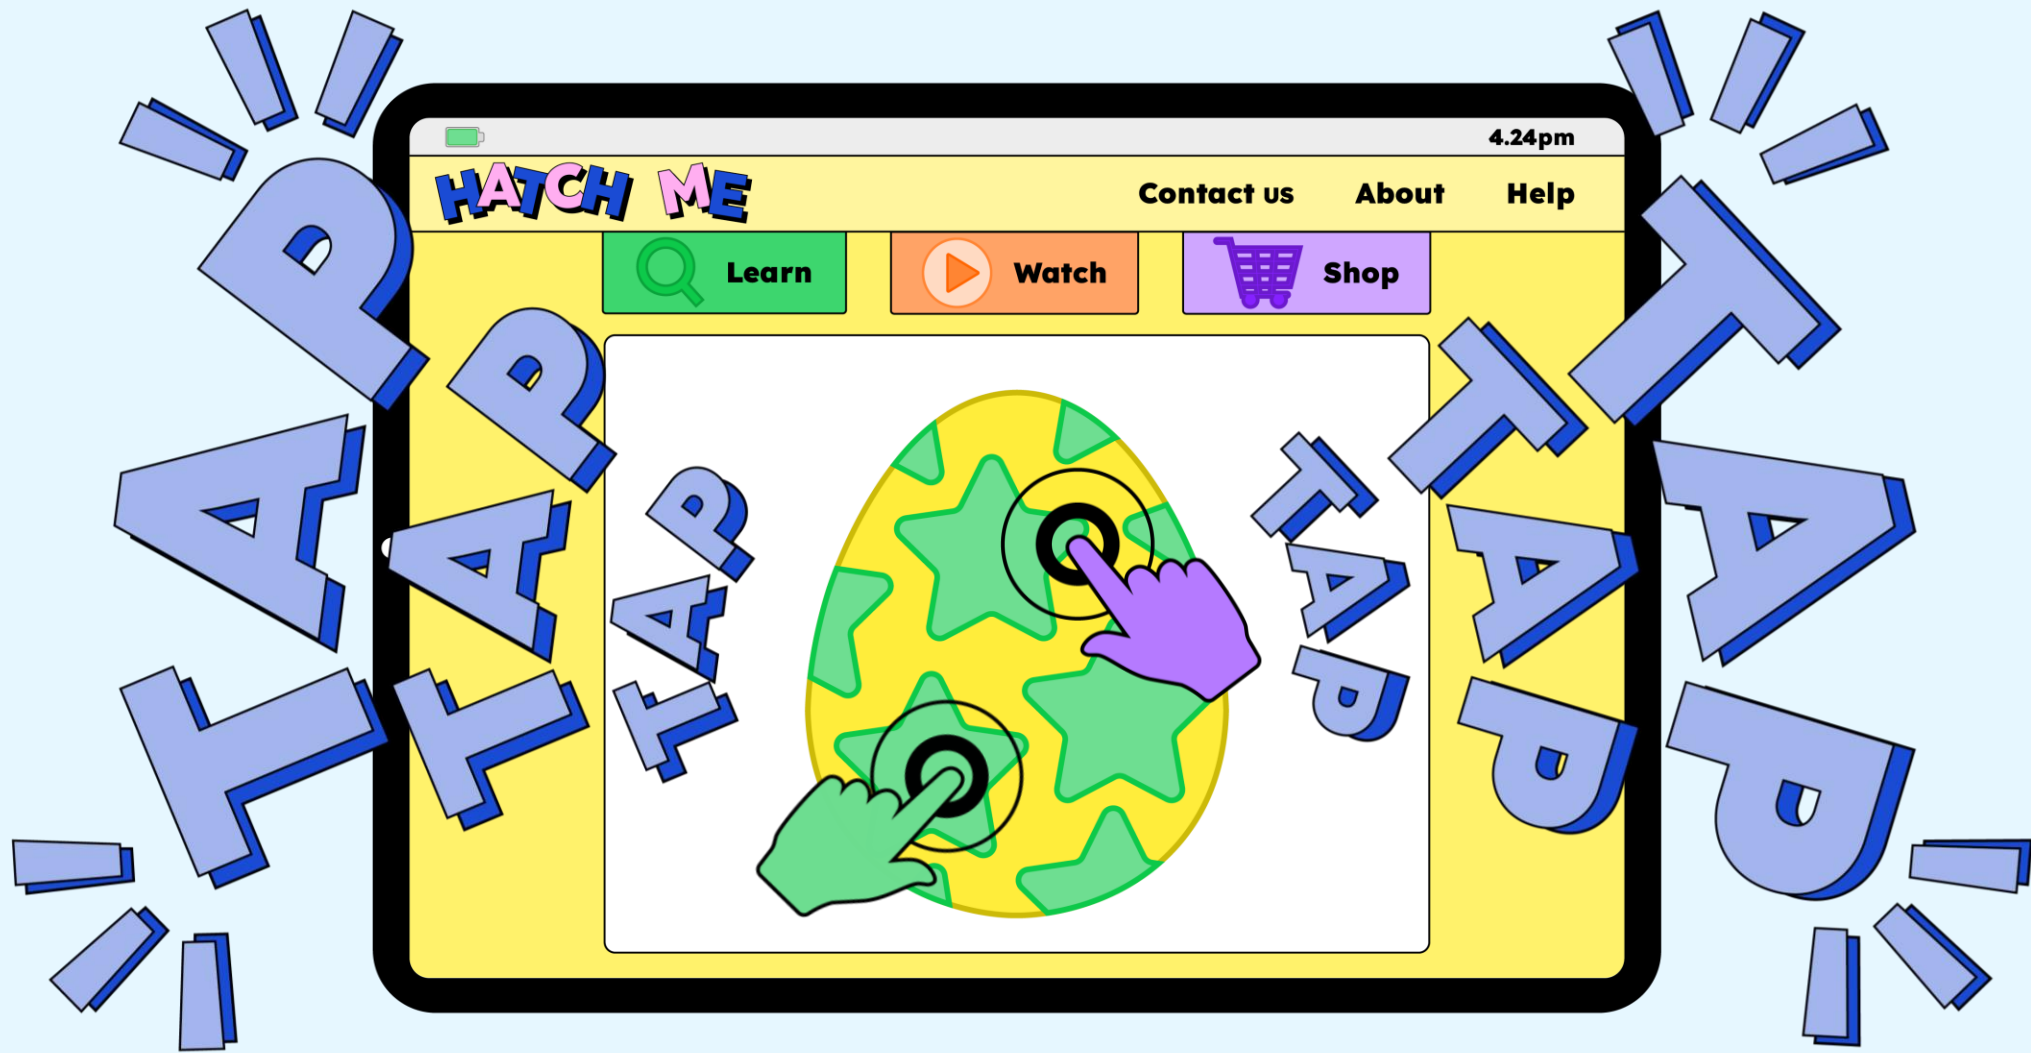 4.24pm
HATCH ME
Contact us
About
Help
Learn
Watch
Shop
TAP
TAP
TAP
TAP
TAP
TAP